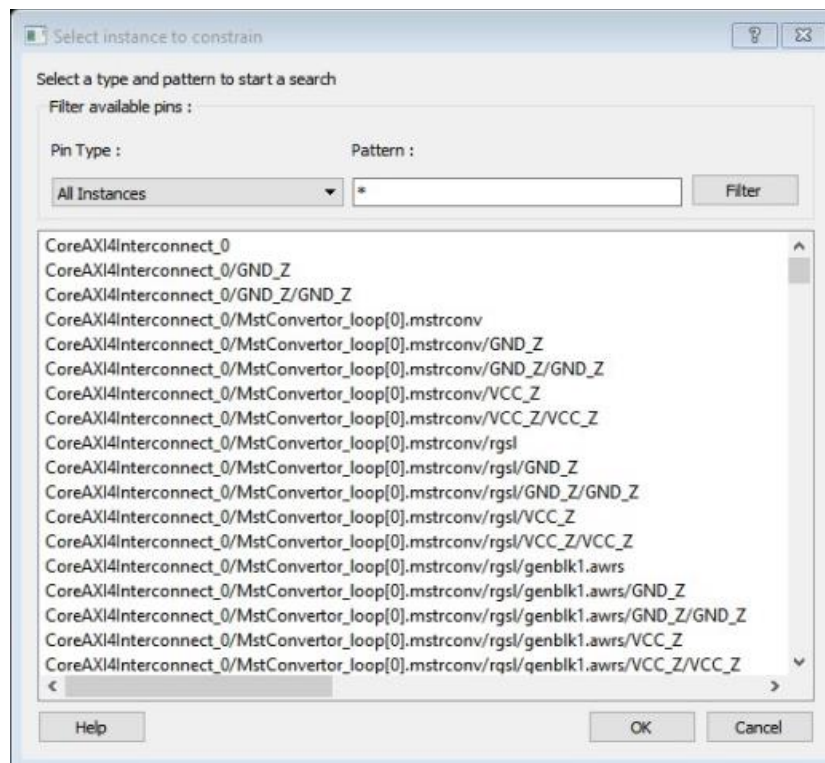 Select instance to constrain
Select a type and pattern to start a search
Filter available pins :
Pin Type : Pattern :
All Instances * Filter
CoreAXI4Interconnect_0
CoreAXI4Interconnect_0/GND_Z
CoreAXI4Interconnect_0/GND_Z/GND_Z
CoreAXI4Interconnect_0/MstConvertor_loop[0].mstrconv
CoreAXI4Interconnect_0/MstConvertor_loop[0].mstrconv/GND_Z
CoreAXI4Interconnect_0/MstConvertor_loop[0].mstrconv/GND_Z/GND_Z
CoreAXI4Interconnect_0/MstConvertor_loop[0].mstrconv/VCC_Z
CoreAXI4Interconnect_0/MstConvertor_loop[0].mstrconv/VCC_Z/VCC_Z
CoreAXI4Interconnect_0/MstConvertor_loop[0].mstrconv/rgsl
CoreAXI4Interconnect_0/MstConvertor_loop[0].mstrconv/rgsl/GND_Z
CoreAXI4Interconnect_0/MstConvertor_loop[0].mstrconv/rgsl/GND_Z/GND_Z
CoreAXI4Interconnect_0/MstConvertor_loop[0].mstrconv/rgsl/VCC_Z
CoreAXI4Interconnect_0/MstConvertor_loop[0].mstrconv/rgsl/VCC_Z/VCC_Z
CoreAXI4Interconnect_0/MstConvertor_loop[0].mstrconv/rgsl/genblk1.awrs
CoreAXI4Interconnect_0/MstConvertor_loop[0].mstrconv/rgsl/genblk1.awrs/GND_Z
CoreAXI4Interconnect_0/MstConvertor_loop[0].mstrconv/rgsl/genblk1.awrs/GND_Z/GND_Z
CoreAXI4Interconnect_0/MstConvertor_loop[0].mstrconv/rgsl/genblk1.awrs/VCC_Z
CoreAXI4Interconnect_0/MstConvertor_loop[0].mstrconv/rgsl/genblk1.awrs/VCC_Z/VCC_Z
Help OK Cancel